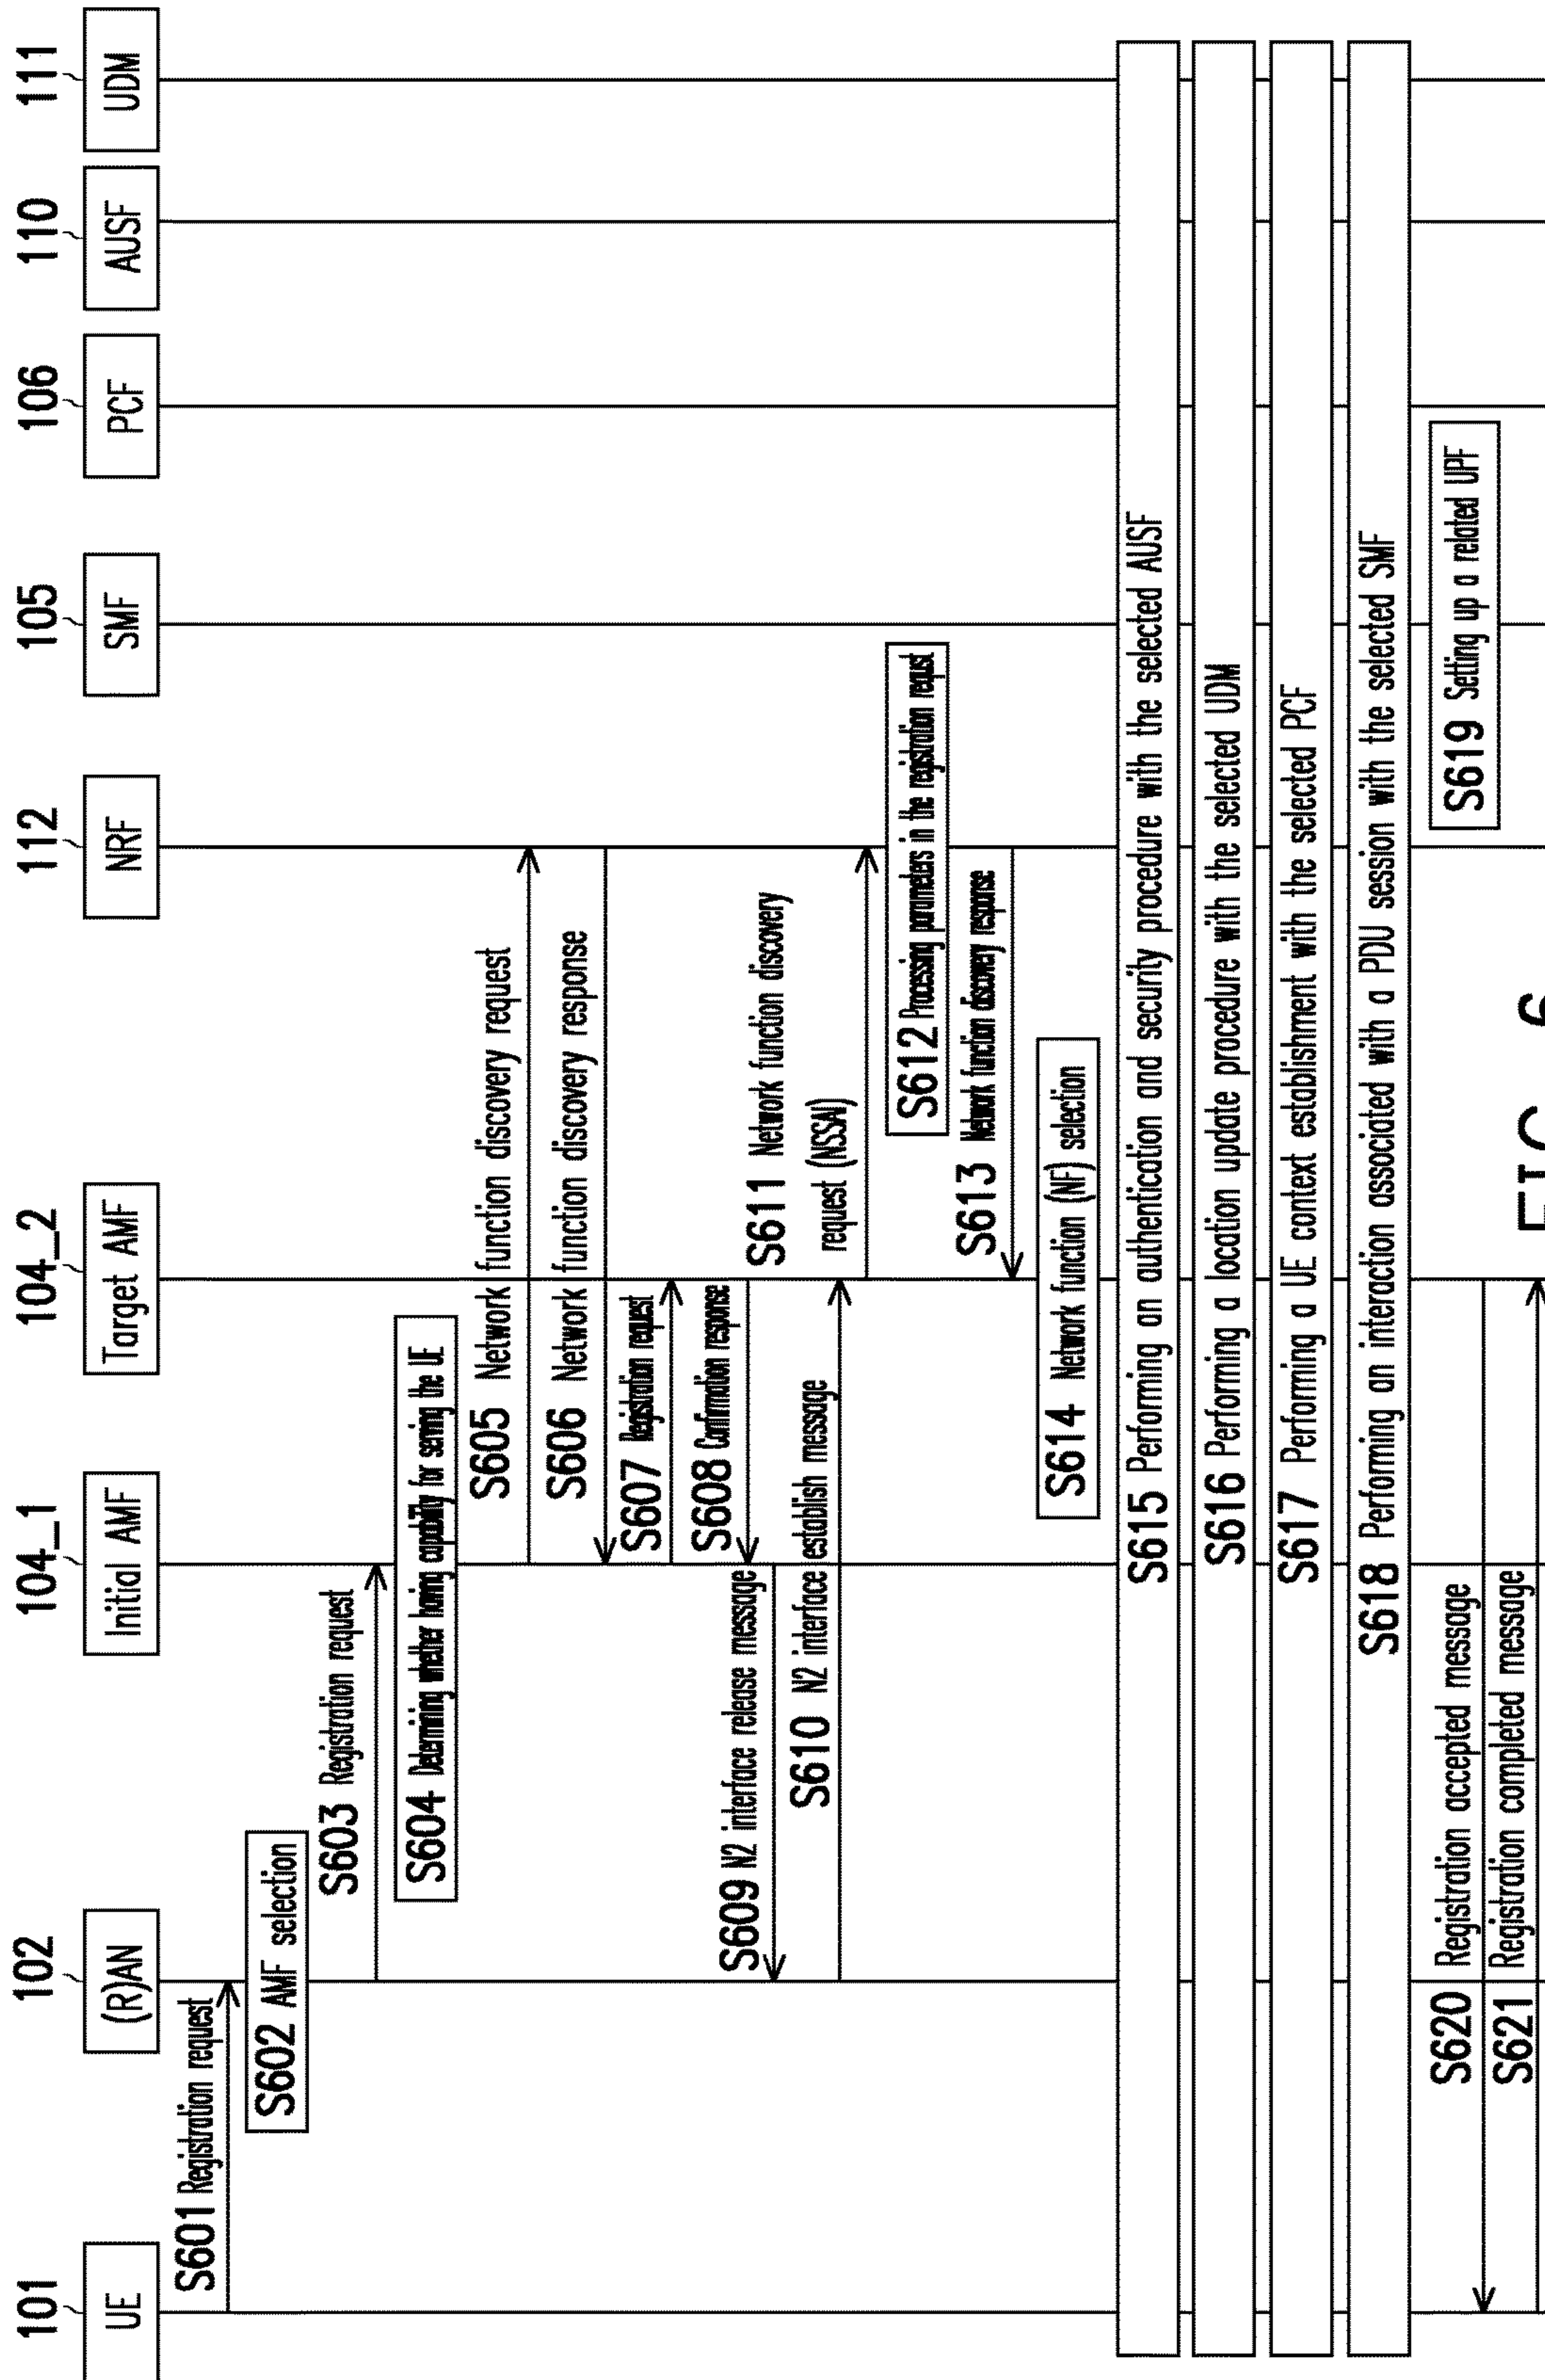 101
102
104_1
104_2
112
105
106
110
111
UE
(R)AN
Initial AMF
Target AMF
NRF
SMF
PCF
AUSF
UDM
S601 Registration request
S602 AMF selection
S603 Registration request
S604 Determining whether having capability for serving the UE
S605 Network function discovery request
S606 Network function discovery response
S607 Registration request
S608 Confirmation response
S609 N2 interface release message
S610 N2 interface establish message
S611 Network function discovery
request (NSSAI)
S612 Processing parameters in the registration request
S613 Network function discovery response
S614 Network function (NF) selection
S615 Performing an authentication and security procedure with the selected AUSF
S616 Performing a location update procedure with the selected UDM
S617 Performing a UE context establishment with the selected PCF
S618 Performing an interaction associated with a PDU session with the selected SMF
S619 Setting up a related UPF
S620 Registration accepted message
S621 Registration completed message
FIG. 6